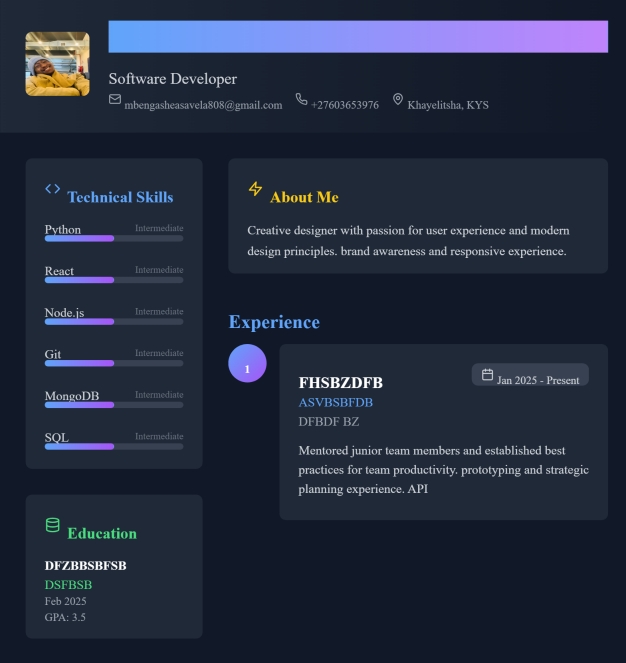 Software Developer
mbengasheasavela808@gmail.com +27603653976 Khayelitsha, KYS
Technical Skills
Python Intermediate
React Intermediate
Node.js Intermediate
Git Intermediate
MongoDB Intermediate
SQL Intermediate
Education
DFZBBSBFSB
DSFBSB
Feb 2025
GPA: 3.5
About Me
Creative designer with passion for user experience and modern
design principles. brand awareness and responsive experience.
Experience
1
FHSBZDFB
Jan 2025 - Present
ASVBSBFDB
DFBDF BZ
Mentored junior team members and established best
practices for team productivity. prototyping and strategic
planning experience. API